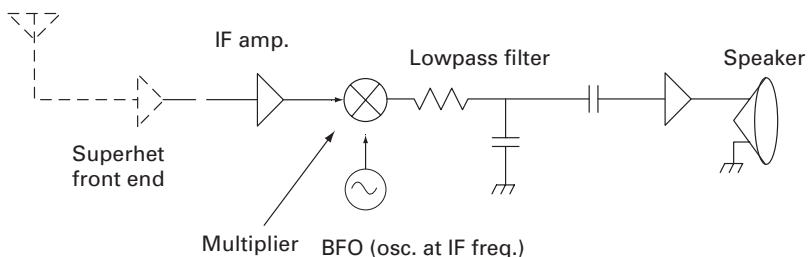 IF amp.
Lowpass filter
Speaker
Superhet
front end
Multiplier
BFO (osc. at IF freq.)